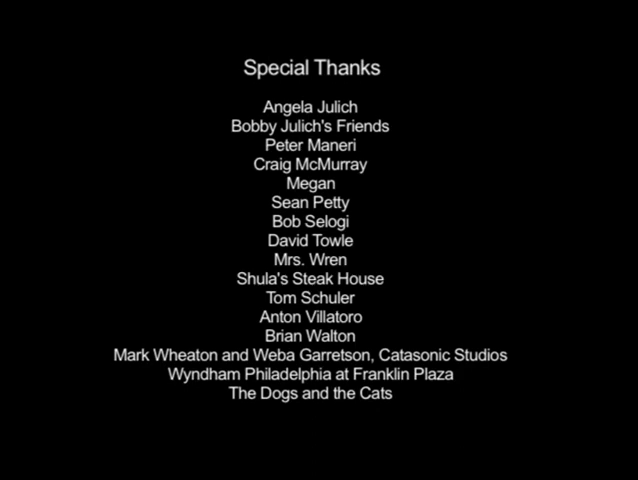 Special Thanks
Angela Julich
Bobby Julich's Friends
Peter Maneri
Craig McMurray
Megan
Sean Petty
Bob Selogi
David Towle
Mrs. Wren
Shula's Steak House
Tom Schuler
Anton Villatoro
Brian Walton
Mark Wheaton and Weba Garretson, Catasonic Studios
Wyndham Philadelphia at Franklin Plaza
The Dogs and the Cats